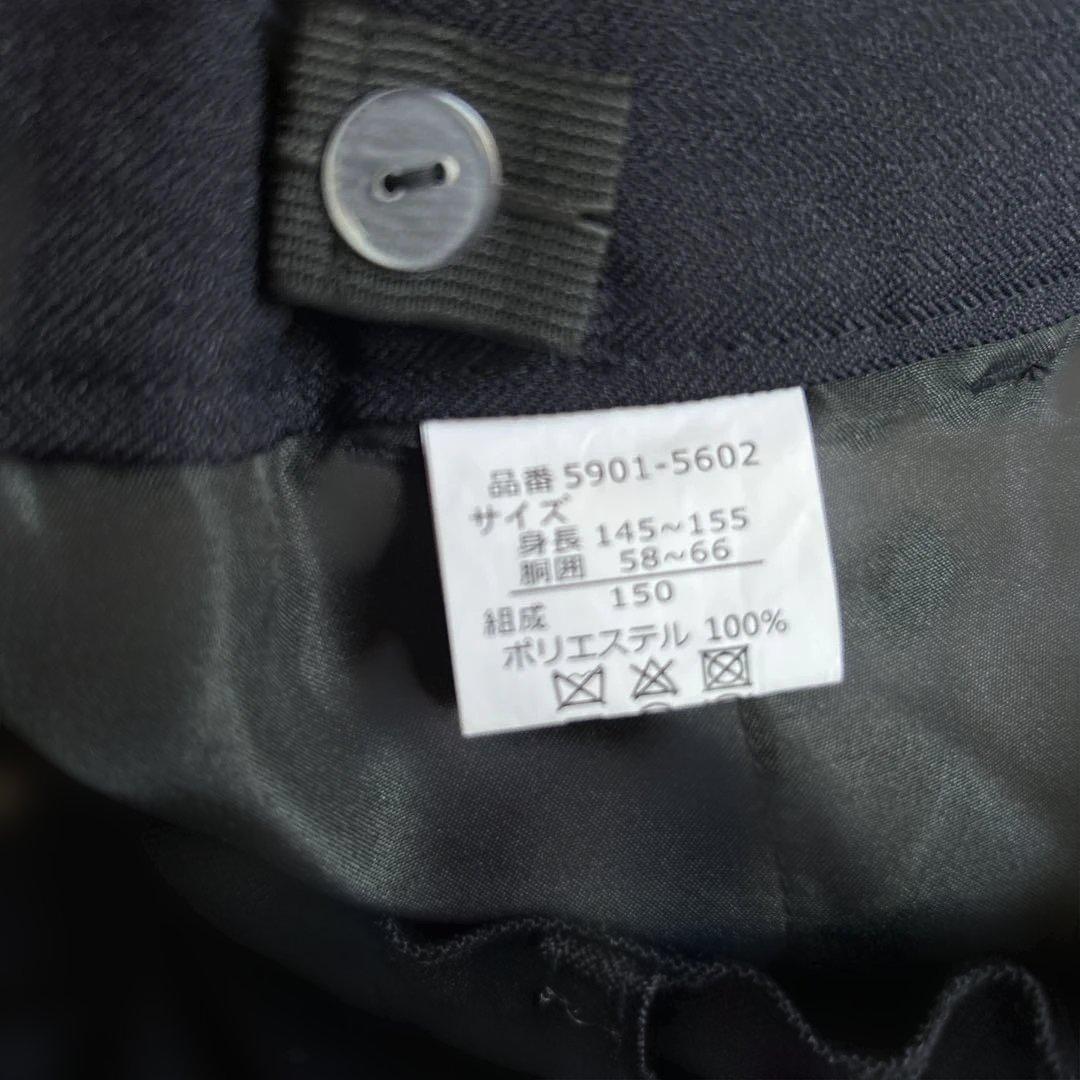 品番 5901-5602
サイズ
身長 145~155
胴囲 58~66
150
組成
ポリエステル 100%